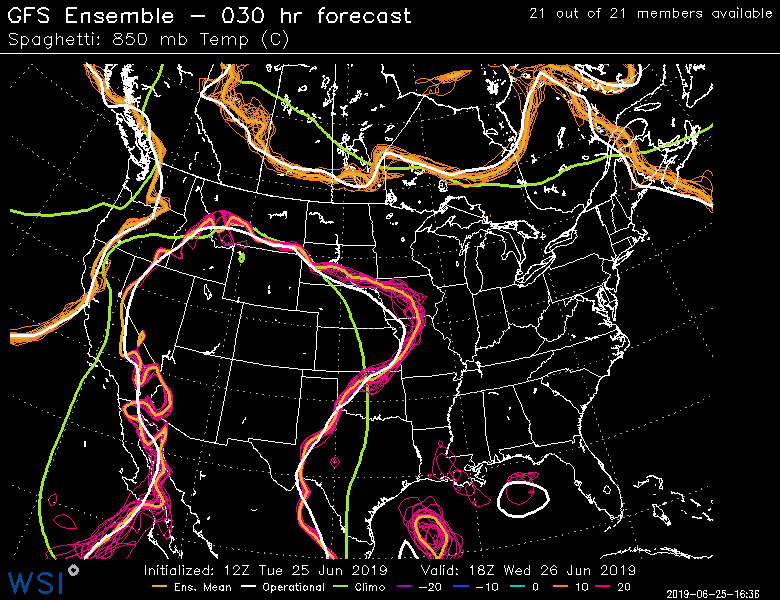 GFS Ensemble – 030 hr forecast
21 out of 21 members available
Spaghetti: 850 mb Temp (C)
Initialized: 12Z Tue 25 Jun 2019 Valid: 18Z Wed 26 Jun 2019
WSI
Ens. Mean Operational Climo -20 -10 0 10 20
2019-06-25-16:36